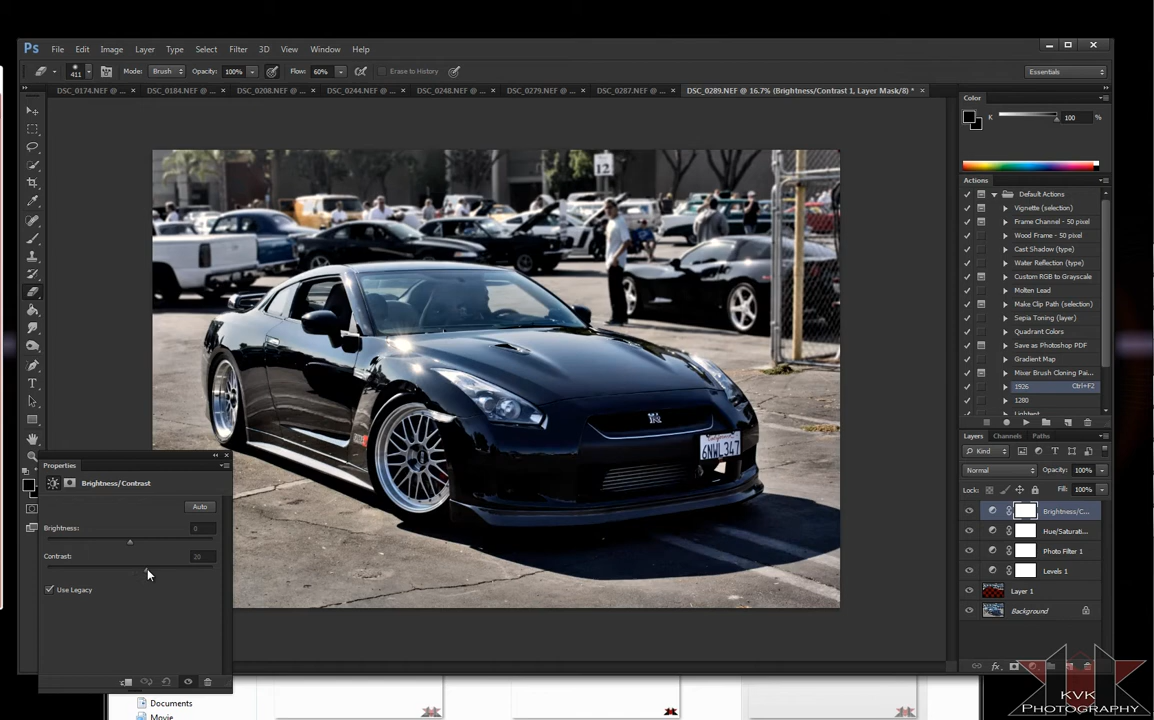 Ps File Edit Image Layer Type Select Filter 3D View Window Help
411 Mode: Brush Opacity: 100% Flow: 60% Erase to History Essentials
DSC_0174.NEF @ ... × DSC_0184.NEF @ ... × DSC_0208.NEF @ ... × DSC_0244.NEF @ ... × DSC_0248.NEF @ ... × DSC_0279.NEF @ ... × DSC_0287.NEF @ ... × DSC_0289.NEF @ 16.7% (Brightness/Contrast 1, Layer Mask/8) * ×
Color
K 100 %
Actions
Default Actions
Vignette (selection)
Frame Channel - 50 pixel
Wood Frame - 50 pixel
Cast Shadow (type)
Water Reflection (type)
Custom RGB to Grayscale
Molten Lead
Make Clip Path (selection)
Sepia Toning (layer)
Quadrant Colors
Save as Photoshop PDF
Gradient Map
Mixer Brush Cloning Pai...
1926 Ctrl+F2
1280
12
6NWL347
Layers Channels Paths
Kind
Normal Opacity: 100%
Lock: Fill: 100%
Brightness/C...
Hue/Saturati...
Photo Filter 1
Levels 1
Layer 1
Background
fx
Properties
Brightness/Contrast
Auto
Brightness: 0
Contrast: 20
Use Legacy
Documents
Movie
KVK
PHOTOGRAPHY